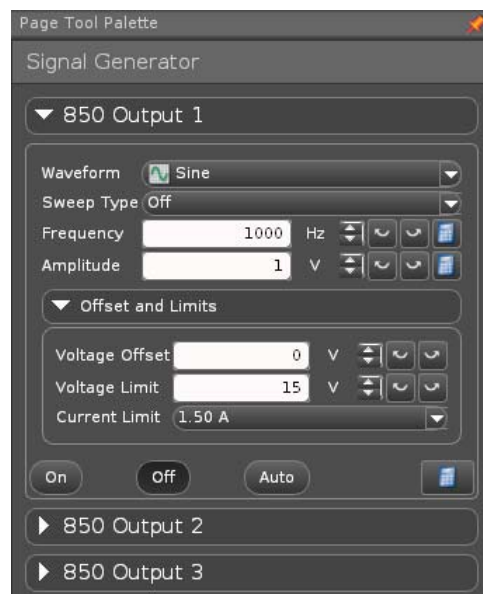 Page Tool Palette
Signal Generator
850 Output 1
Waveform Sine
Sweep Type Off
Frequency 1000 Hz
Amplitude 1 V
Offset and Limits
Voltage Offset 0 V
Voltage Limit 15 V
Current Limit 1.50 A
On Off Auto
850 Output 2
850 Output 3